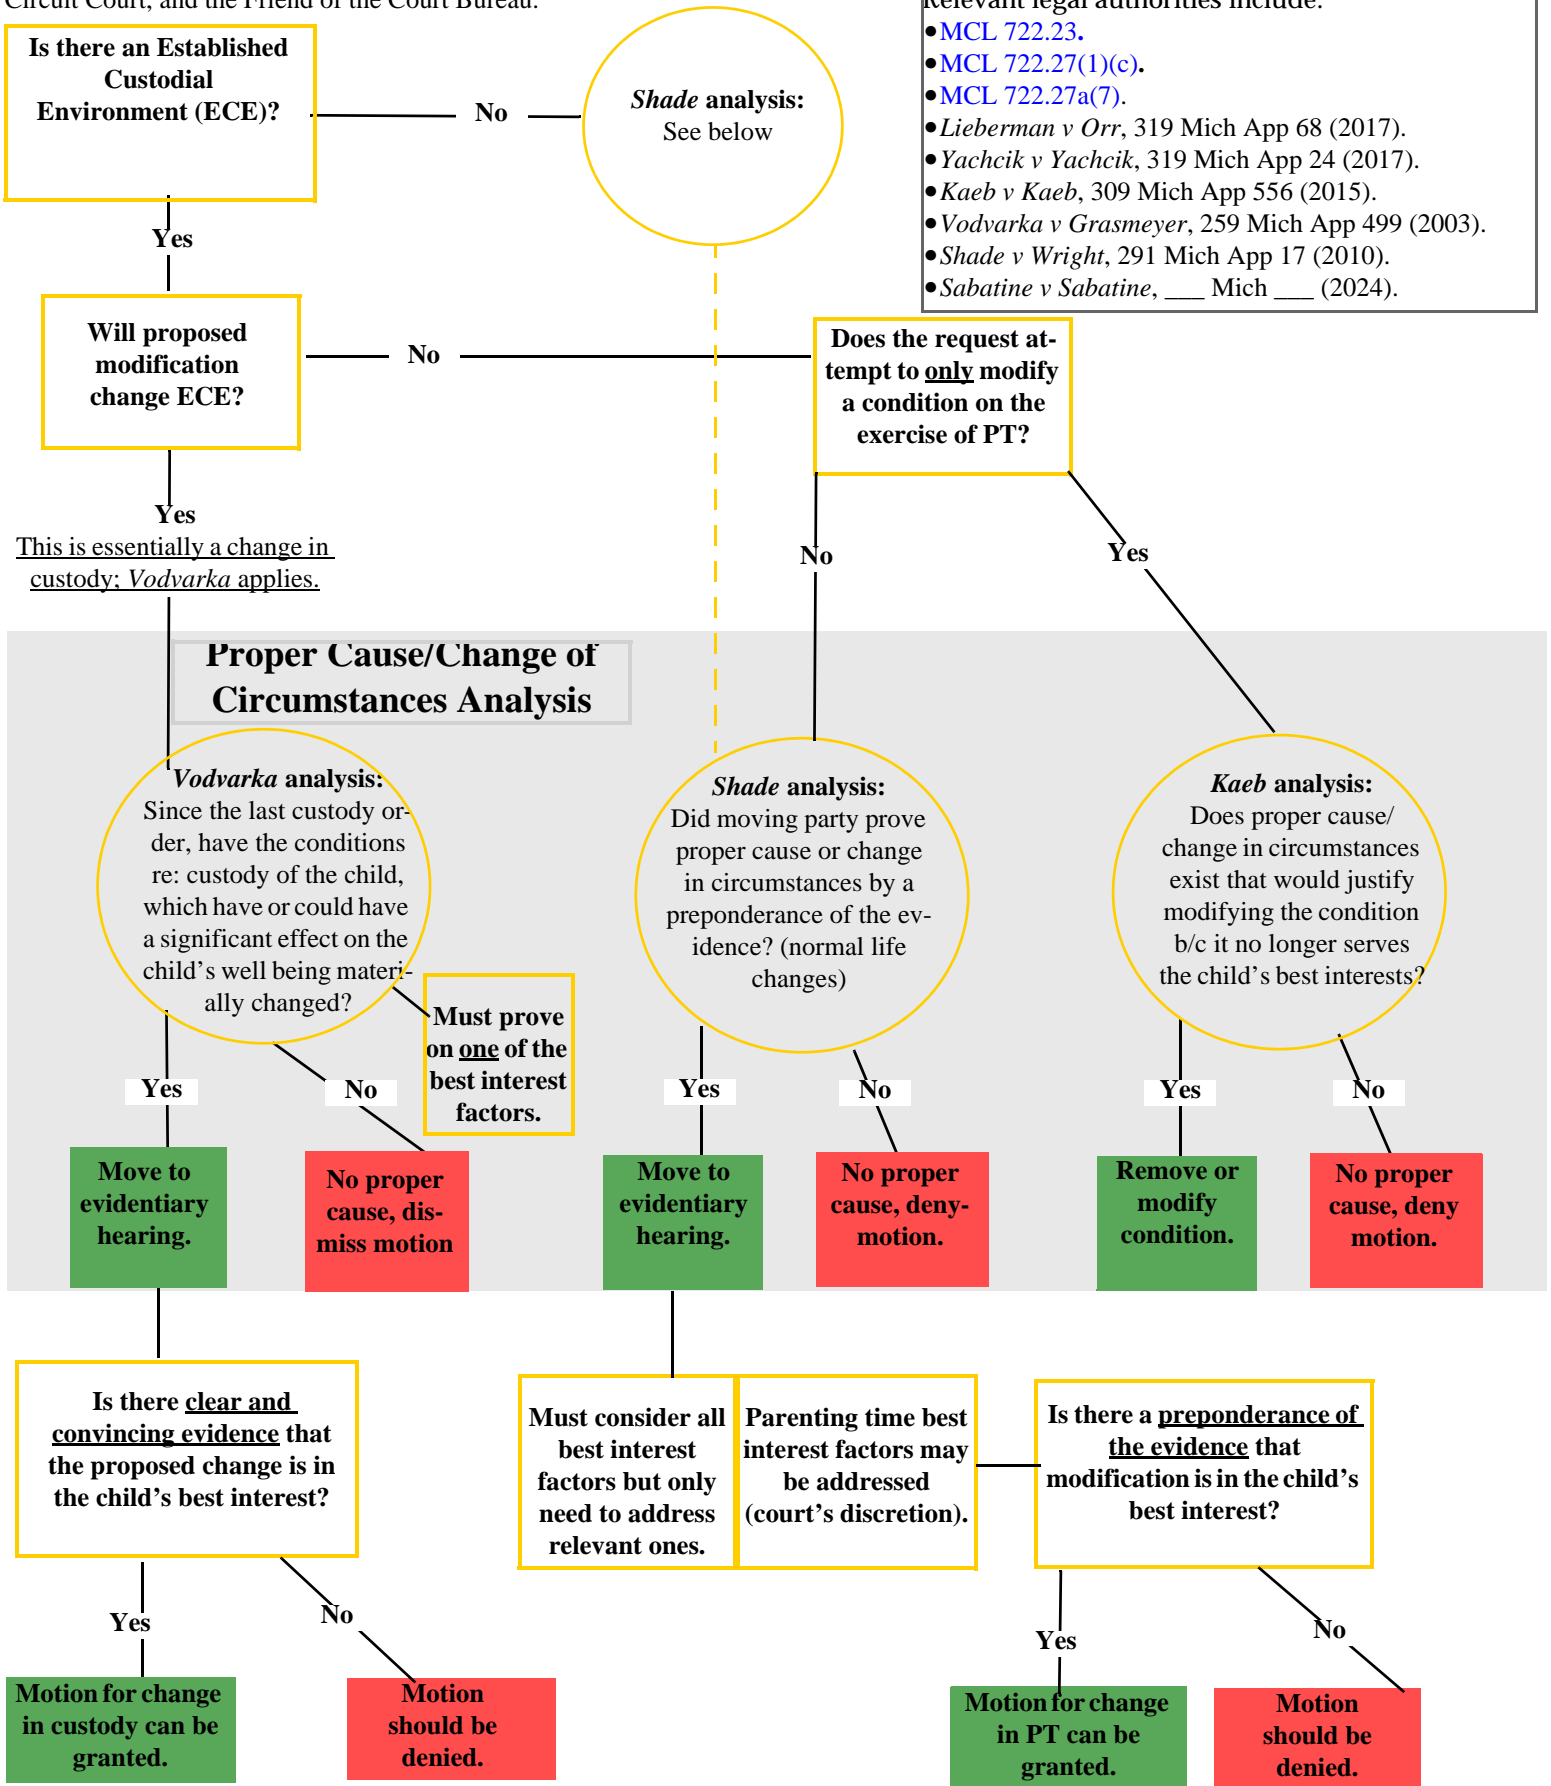 Circuit Court, and the Friend of the Court Bureau.
Relevant legal authorities include:
•MCL 722.23.
•MCL 722.27(1)(c).
•MCL 722.27a(7).
•Lieberman v Orr, 319 Mich App 68 (2017).
•Yachcik v Yachcik, 319 Mich App 24 (2017).
•Kaeb v Kaeb, 309 Mich App 556 (2015).
•Vodvarka v Grasmeyer, 259 Mich App 499 (2003).
•Shade v Wright, 291 Mich App 17 (2010).
•Sabatine v Sabatine, ___ Mich ___ (2024).
Is there an Established
Custodial
Environment (ECE)?
No
Shade analysis:
See below
Yes
Will proposed
modification
change ECE?
No
Does the request at-
tempt to only modify
a condition on the
exercise of PT?
Yes
This is essentially a change in
custody; Vodvarka applies.
No
Yes
Proper Cause/Change of
Circumstances Analysis
Vodvarka analysis:
Since the last custody or-
der, have the conditions
re: custody of the child,
which have or could have
a significant effect on the
child's well being materi-
ally changed?
Must prove
on one of the
best interest
factors.
Shade analysis:
Did moving party prove
proper cause or change
in circumstances by a
preponderance of the ev-
idence? (normal life
changes)
Kaeb analysis:
Does proper cause/
change in circumstances
exist that would justify
modifying the condition
b/c it no longer serves
the child's best interests?
Yes
No
Yes
No
Yes
No
Move to
evidentiary
hearing.
No proper
cause, dis-
miss motion
Move to
evidentiary
hearing.
No proper
cause, deny-
motion.
Remove or
modify
condition.
No proper
cause, deny
motion.
Is there clear and
convincing evidence that
the proposed change is in
the child's best interest?
Must consider all
best interest
factors but only
need to address
relevant ones.
Parenting time best
interest factors may
be addressed
(court's discretion).
Is there a preponderance of
the evidence that
modification is in the child's
best interest?
Yes
No
Yes
No
Motion for change
in custody can be
granted.
Motion
should be
denied.
Motion for change
in PT can be
granted.
Motion
should be
denied.